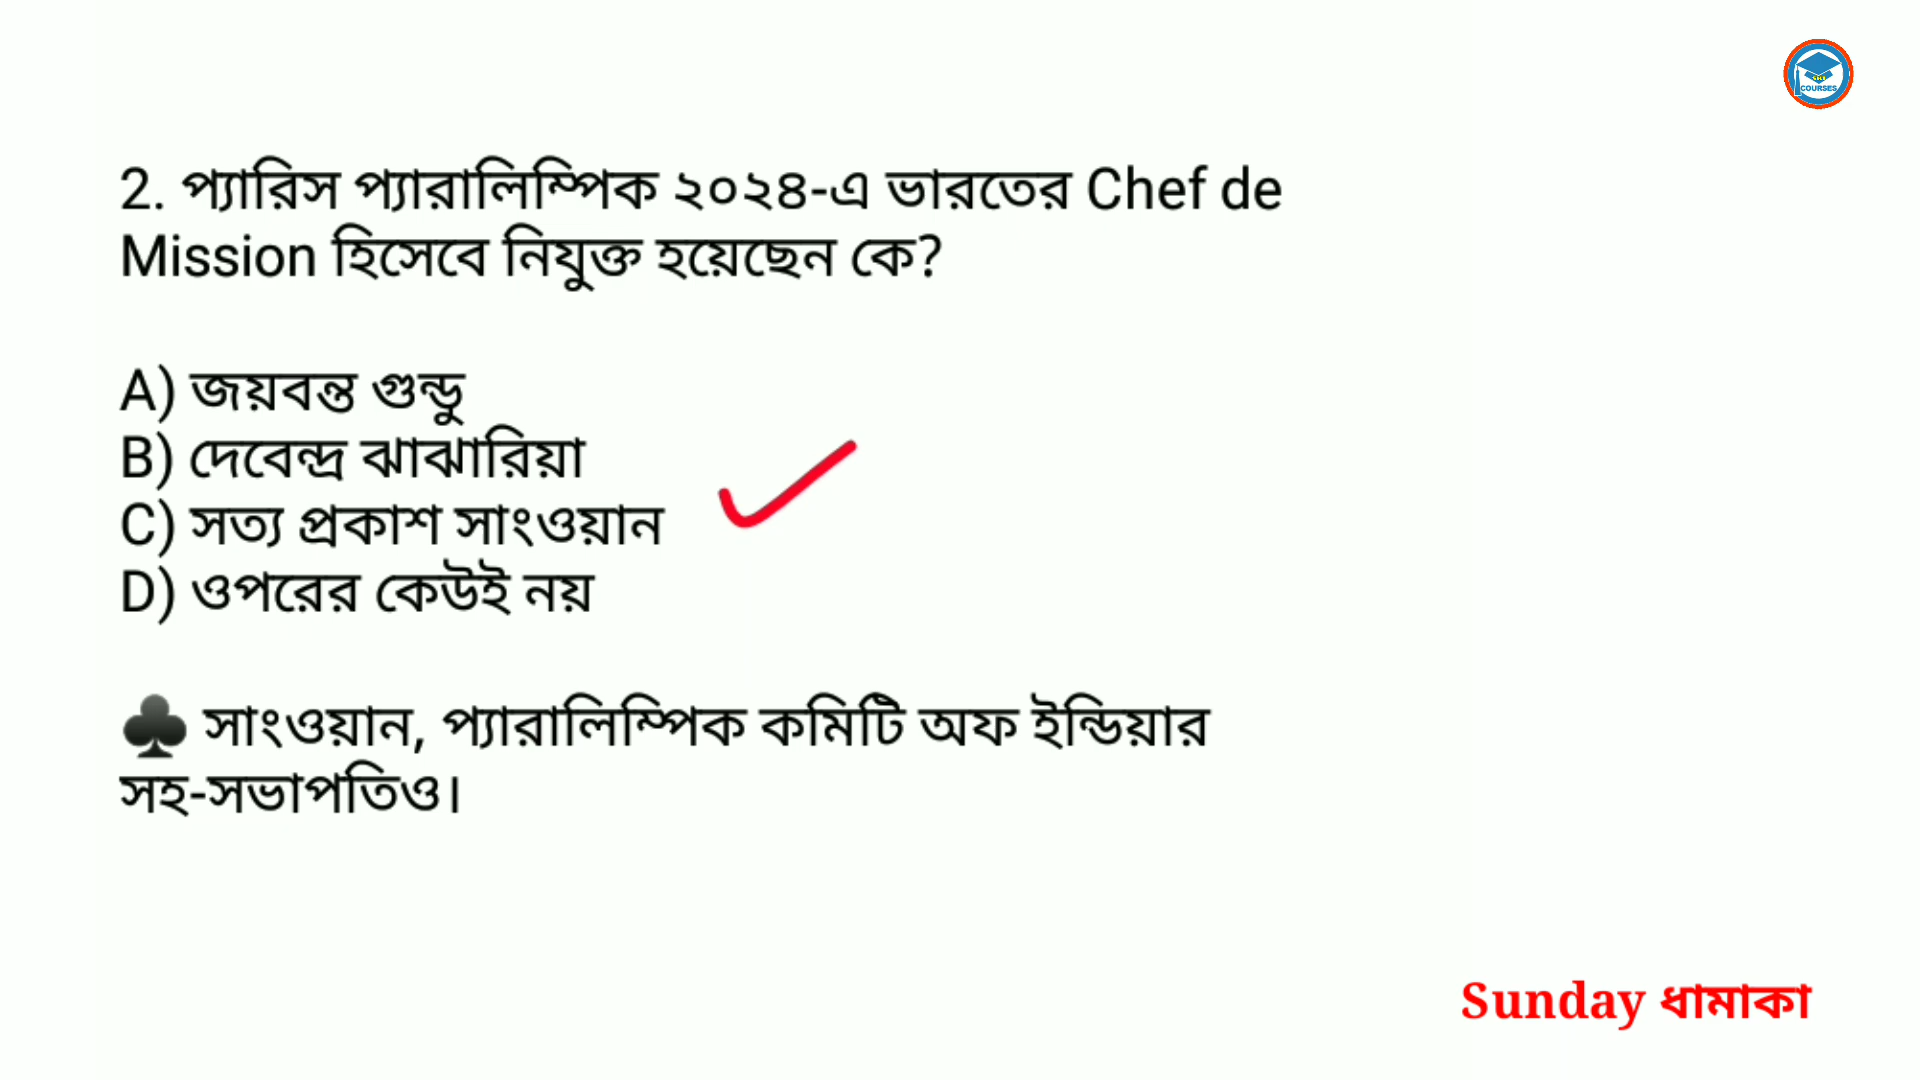 2. প্যারিস প্যারালিম্পিক ২০২৪-এ ভারতের Chef de
Mission হিসেবে নিযুক্ত হয়েছেন কে?
A) জয়বন্ত গুন্ডু
B) দেবেন্দ্র ঝাঝারিয়া
C) সত্য প্রকাশ সাংওয়ান
D) ওপরের কেউই নয়
♣ সাংওয়ান, প্যারালিম্পিক কমিটি অফ ইন্ডিয়ার
সহ-সভাপতিও।
COURSES
Sunday ধামাকা